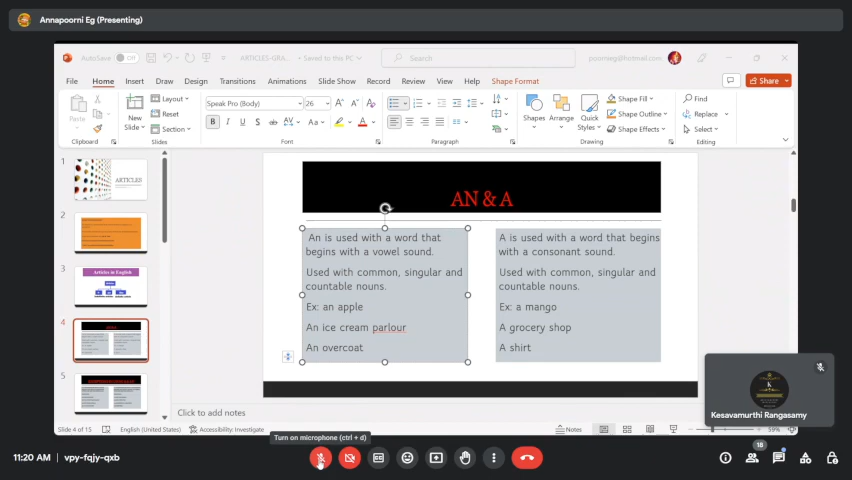 Annapoorni Eg (Presenting)
AutoSave Off ARTICLES-GRA... • Saved to this PC Search poornieg@hotmail.com
File Home Insert Draw Design Transitions Animations Slide Show Record Review View Help Shape Format Share
Paste
New Slide
Layout
Reset
Section
Speak Pro (Body) 26
Shapes
Arrange
Quick Styles
Shape Fill
Shape Outline
Shape Effects
Find
Replace
Select
Clipboard Slides Font Paragraph Drawing Editing
1
ARTICLES
2
3
Articles in English
4
5
AN & A
An is used with a word that
begins with a vowel sound.
Used with common, singular and
countable nouns.
Ex: an apple
An ice cream parlour
An overcoat
A is used with a word that begins
with a consonant sound.
Used with common, singular and
countable nouns.
Ex: a mango
A grocery shop
A shirt
Click to add notes
Slide 4 of 15 English (United States) Accessibility: Investigate Notes 59%
Turn on microphone (ctrl + d)
K
Kesavamurthi Rangasamy
11:20 AM | vpy-fqjy-qxb
18